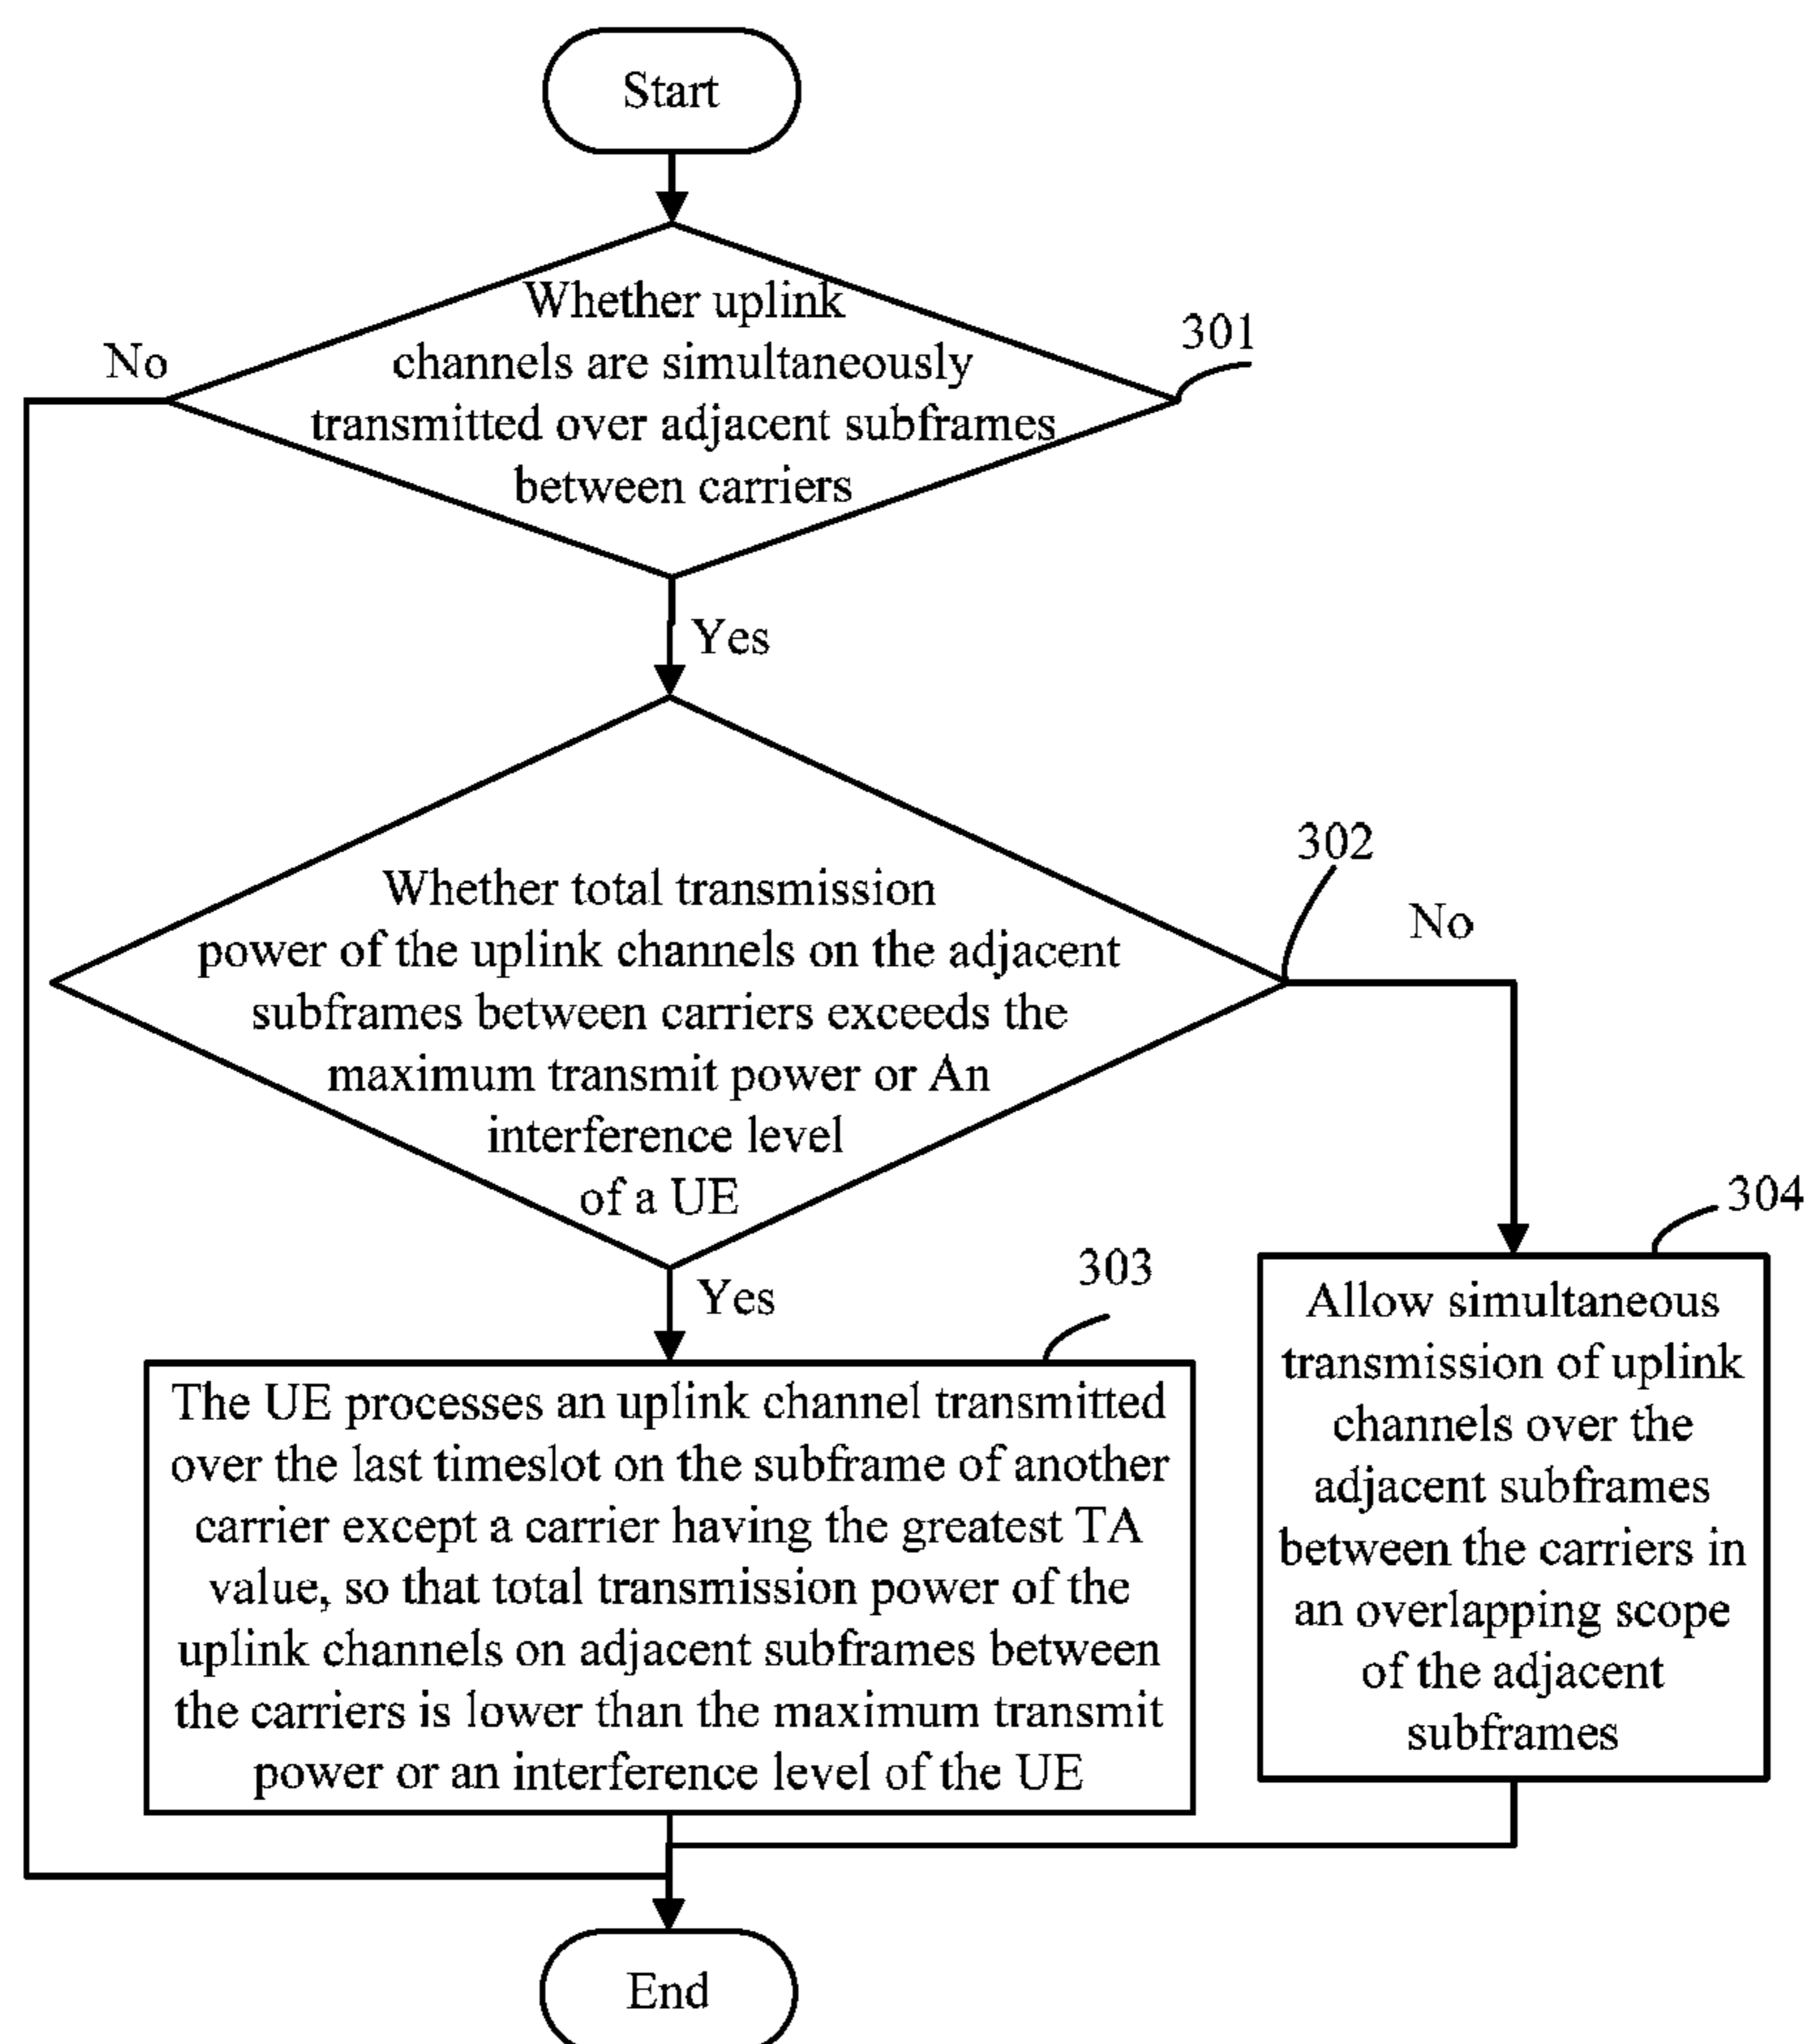 Start
Whether uplink
channels are simultaneously
transmitted over adjacent subframes
between carriers
301
No
Yes
Whether total transmission
power of the uplink channels on the adjacent
subframes between carriers exceeds the
maximum transmit power or An
interference level
of a UE
302
No
Yes
303
The UE processes an uplink channel transmitted
over the last timeslot on the subframe of another
carrier except a carrier having the greatest TA
value, so that total transmission power of the
uplink channels on adjacent subframes between
the carriers is lower than the maximum transmit
power or an interference level of the UE
304
Allow simultaneous
transmission of uplink
channels over the
adjacent subframes
between the carriers in
an overlapping scope
of the adjacent
subframes
End